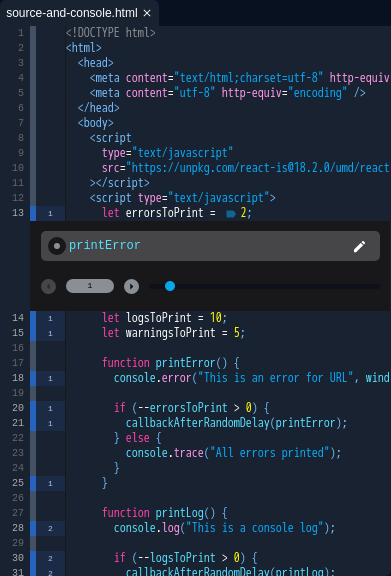 source-and-console.html ×
1 <!DOCTYPE html>
2 <html>
3 <head>
4 <meta content="text/html;charset=utf-8" http-equiv
5 <meta content="utf-8" http-equiv="encoding" />
6 </head>
7 <body>
8 <script
9 type="text/javascript"
10 src="https://unpkg.com/react-is@18.2.0/umd/react
11 ></script>
12 <script type="text/javascript">
13 1 let errorsToPrint = 2;
printError
1
14 1 let logsToPrint = 10;
15 1 let warningsToPrint = 5;
16
17 function printError() {
18 1 console.error("This is an error for URL", wind
19
20 1 if (--errorsToPrint > 0) {
21 1 callbackAfterRandomDelay(printError);
22 } else {
23 console.trace("All errors printed");
24 }
25 1 }
26
27 function printLog() {
28 2 console.log("This is a console log");
29
30 2 if (--logsToPrint > 0) {
31 2 callbackAfterRandomDelay(printLog);